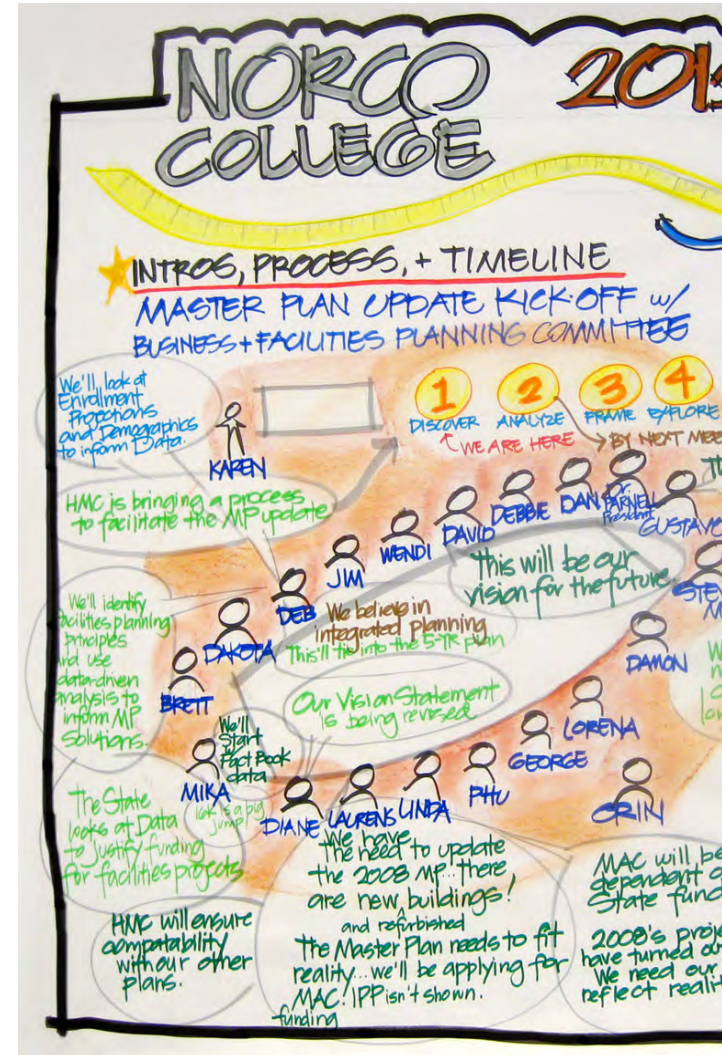 NORCO 201
COLLEGE
INTROS, PROCESS, + TIMELINE
MASTER PLAN UPDATE KICK-OFF w/
BUSINESS + FACILITIES PLANNING COMMITTEE
1 2 3 4
DISCOVER ANALYZE FRAME EXPLORE
WE ARE HERE
BY NEXT MEE
We'll, look at
Enrollment
Projections
and Demographics
to inform Data.
KAREN
HMC is bringing a process
to facilitate the MP update
We'll identify
facilities planning
principles
and use
data-driven
analysis to
inform MP
Solutions.
The State
looks at Data
to justify funding
for facilities projects
HMC will ensure
compatability
with our other
plans.
BRETT
DAKOTA
DEB
JIM
WENDI
DAVID
DEBBIE
DAN
Dr.
PARNELL
President
GUSTAVO
Th
STEV
M
This will be our
vision for the future.
We believe in
integrated planning
This'll tie into the 5-YR plan
Our Vision Statement
is being revised
We'll
Start
Fact Book
data
16K is a big
jump!
MIKA
DIANE
LAURENS
LINDA
PHU
GEORGE
LORENA
DAMON
ORIN
We have
The need to update
the 2008 MP.. There
are new buildings!
and refurbished
The Master Plan needs to fit
reality... we'll be applying for
MAC. IPP isn't shown.
funding
MAC will be
dependent o
State fund
2008's proje
have turned ou
We need our
reflect realit